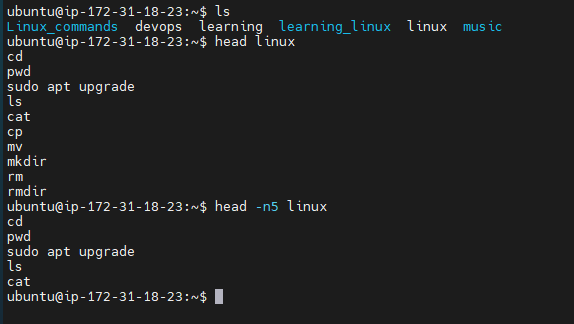 ubuntu@ip-172-31-18-23:~$ ls
Linux_commands devops learning learning_linux linux music
ubuntu@ip-172-31-18-23:~$ head linux
cd
pwd
sudo apt upgrade
ls
cat
cp
mv
mkdir
rm
rmdir
ubuntu@ip-172-31-18-23:~$ head -n5 linux
cd
pwd
sudo apt upgrade
ls
cat
ubuntu@ip-172-31-18-23:~$